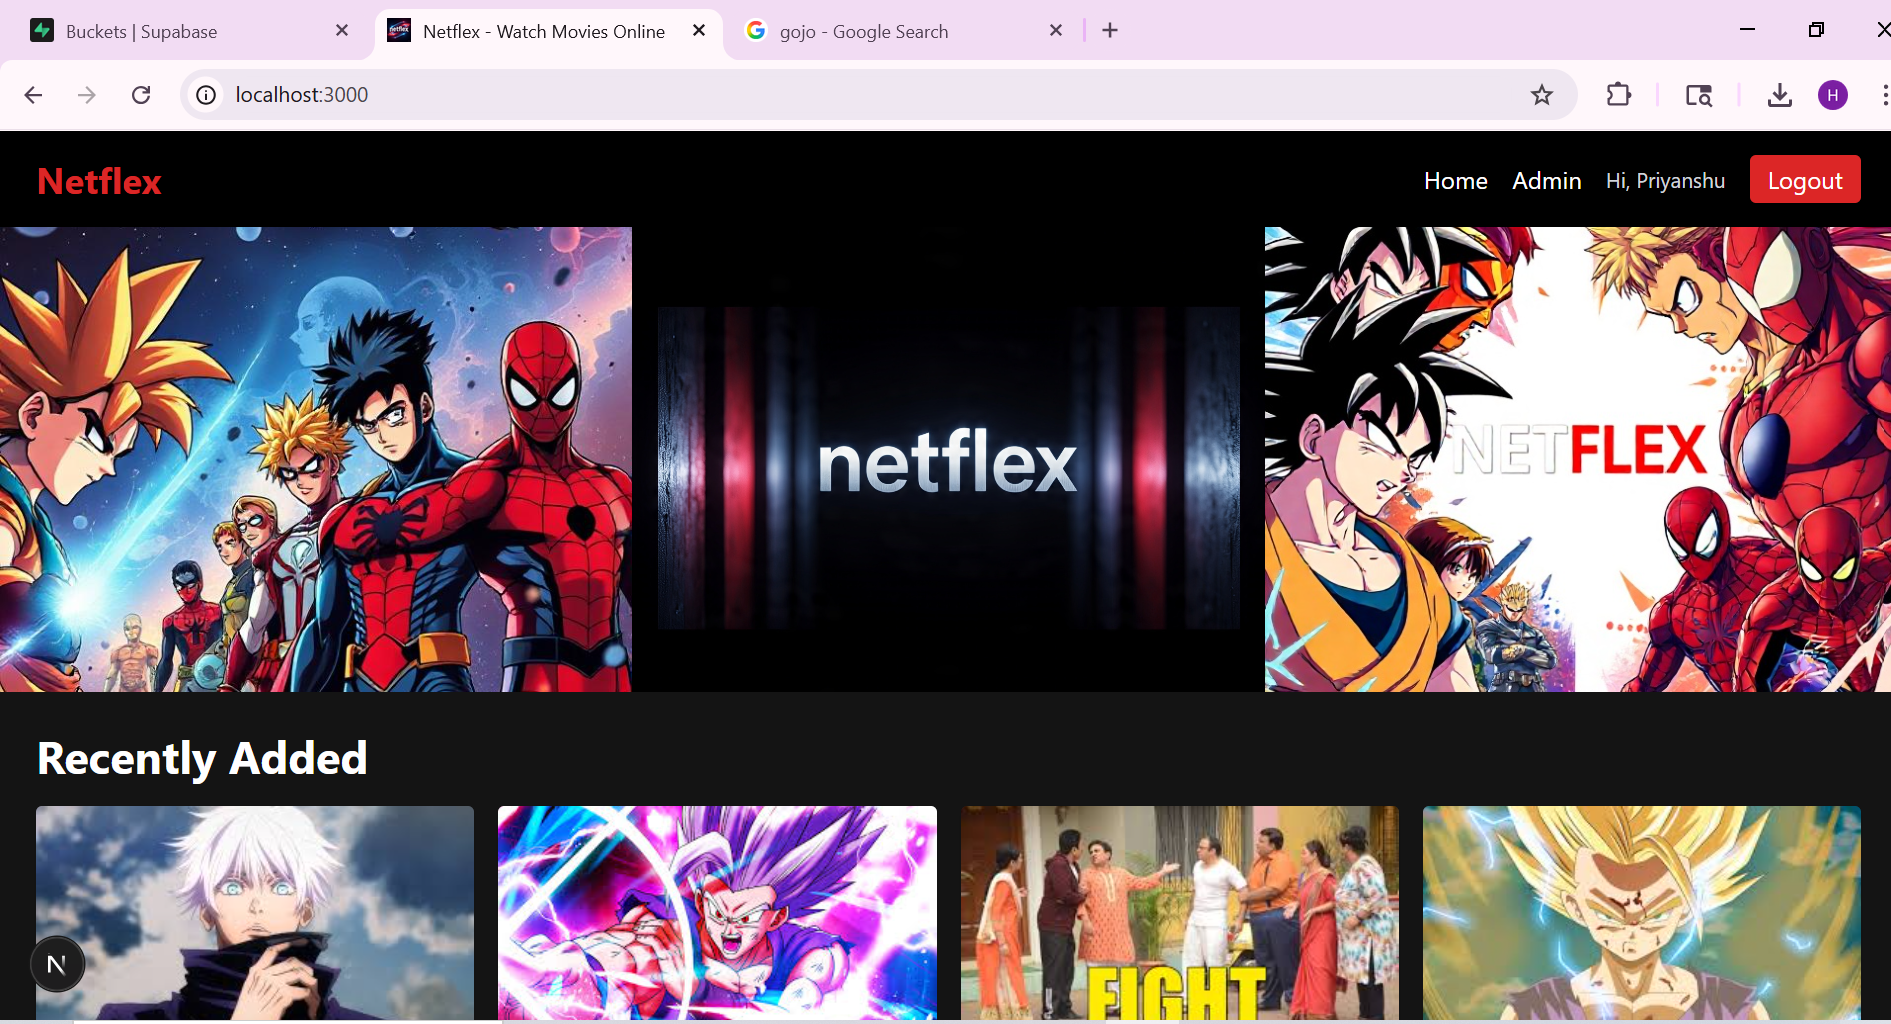 Buckets | Supabase
Netflex - Watch Movies Online
gojo - Google Search
localhost:3000
H
Netflex
Home
Admin
Hi, Priyanshu
Logout
netflex
NETFLEX
Recently Added
FIGHT
N